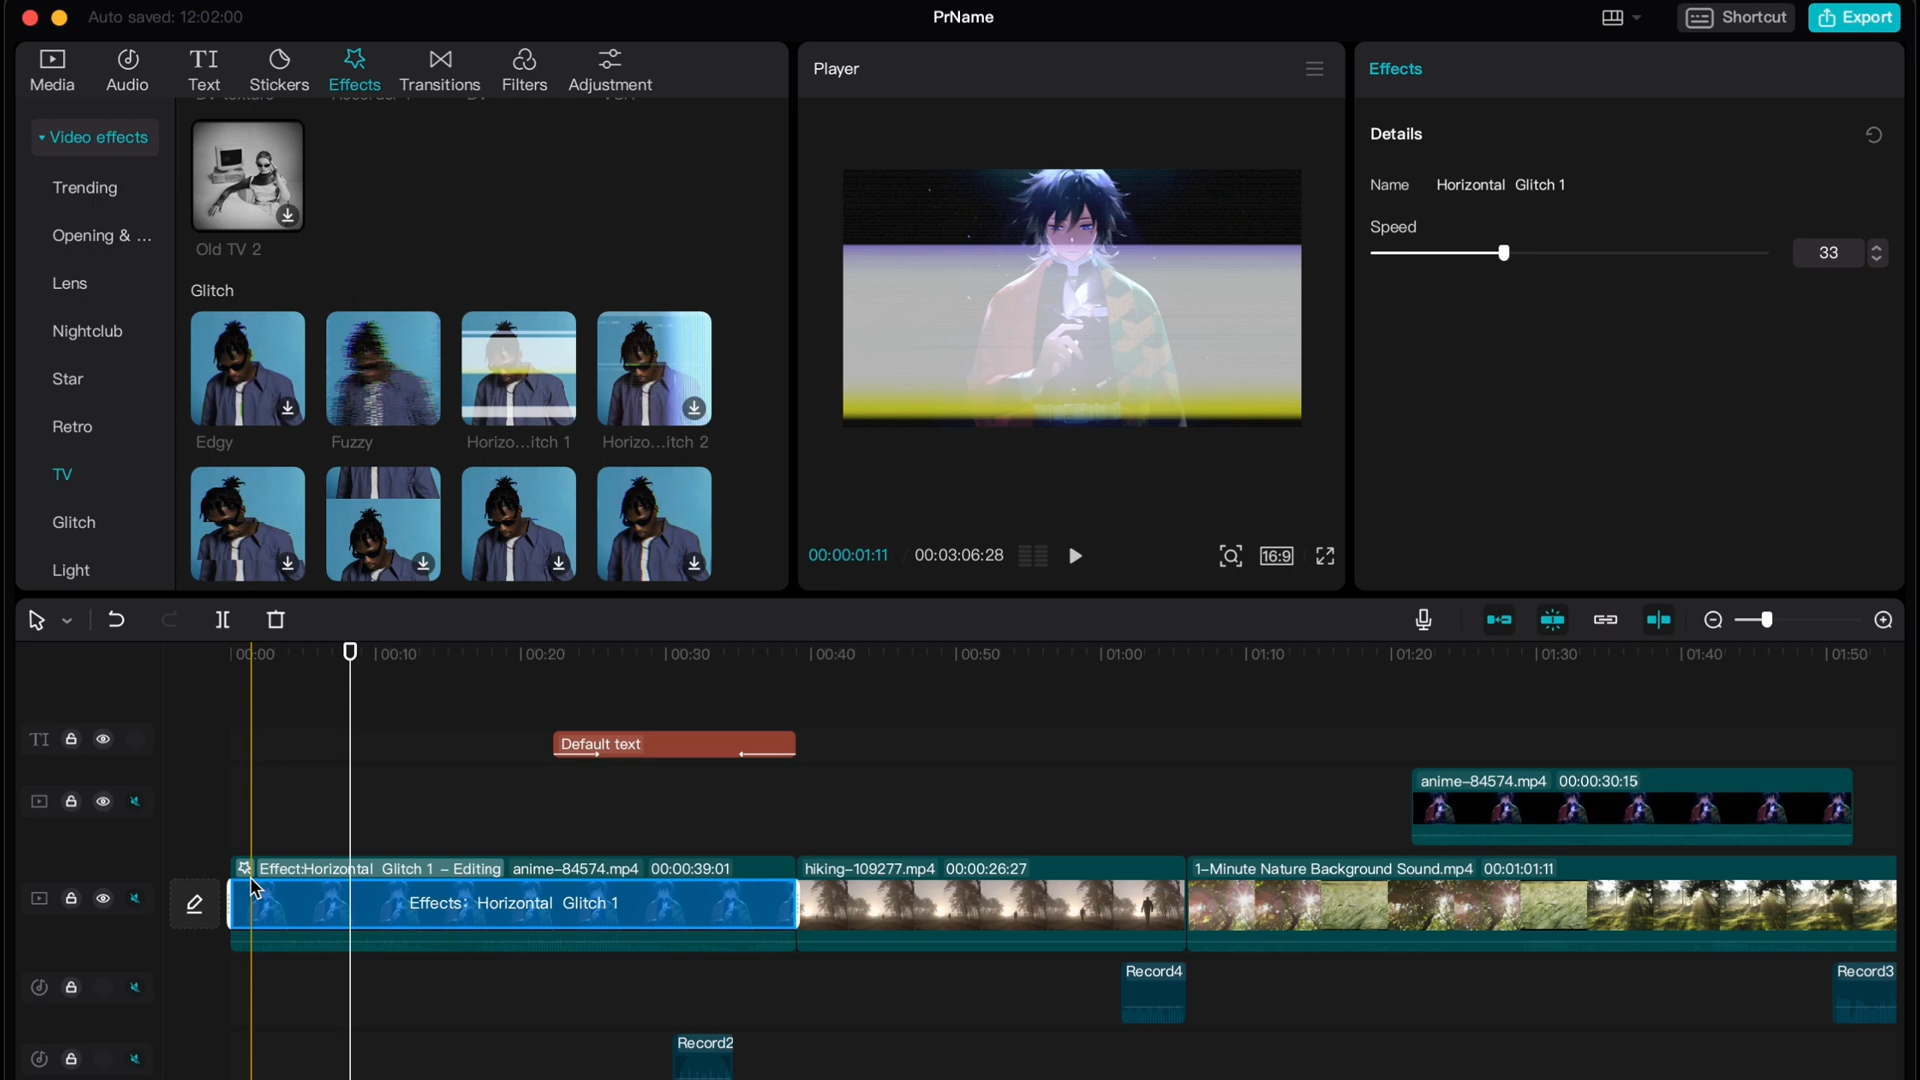 Auto saved: 12:02:00
PrName
Shortcut
Export
Media
Audio
Text
Stickers
Effects
Transitions
Filters
Adjustment
Video effects
Trending
Opening & ...
Lens
Nightclub
Star
Retro
TV
Glitch
Light
Old TV 2
Glitch
Edgy
Fuzzy
Horizo...itch 1
Horizo...itch 2
Player
00:00:01:11 / 00:03:06:28
16:9
Effects
Details
Name Horizontal Glitch 1
Speed
33
00:00 00:10 00:20 00:30 00:40 00:50 01:00 01:10 01:20 01:30 01:40 01:50
TI
Default text
anime-84574.mp4 00:00:30:15
Effect:Horizontal Glitch 1 – Editing anime-84574.mp4 00:00:39:01
hiking-109277.mp4 00:00:26:27
1-Minute Nature Background Sound.mp4 00:01:01:11
Effects: Horizontal Glitch 1
Record4
Record3
Record2